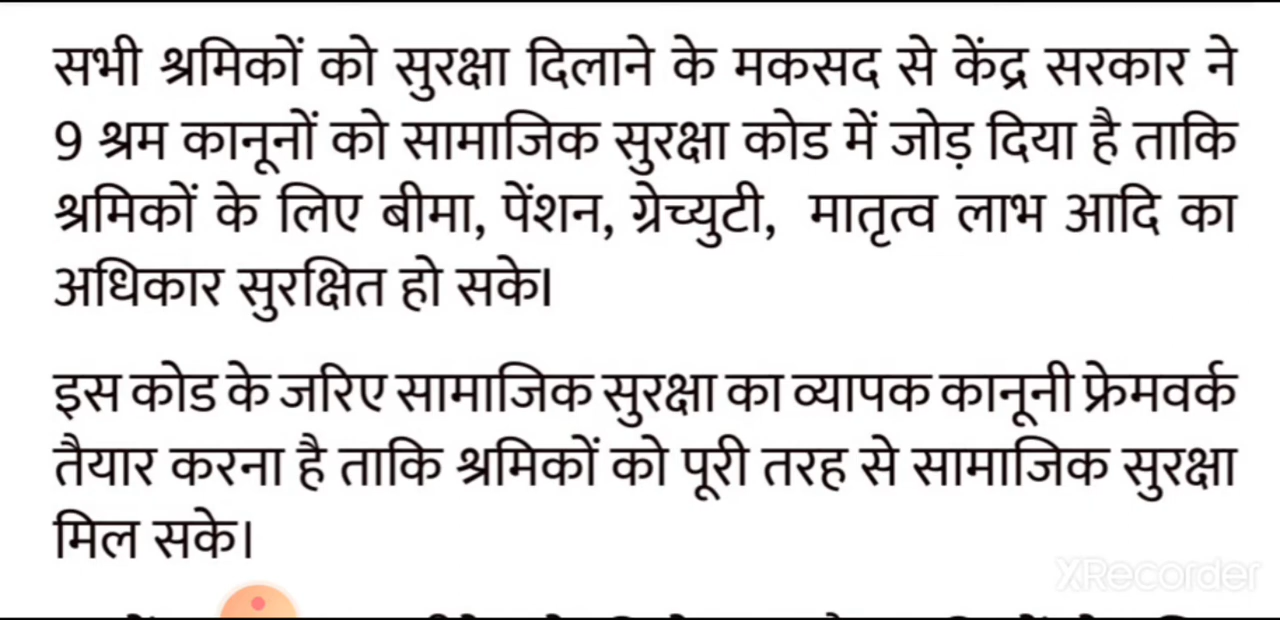 सभी श्रमिकों को सुरक्षा दिलाने के मकसद से केंद्र सरकार ने
9 श्रम कानूनों को सामाजिक सुरक्षा कोड में जोड़ दिया है ताकि
श्रमिकों के लिए बीमा, पेंशन, ग्रेच्युटी, मातृत्व लाभ आदि का
अधिकार सुरक्षित हो सके।
इस कोड के जरिए सामाजिक सुरक्षा का व्यापक कानूनी फ्रेमवर्क
तैयार करना है ताकि श्रमिकों को पूरी तरह से सामाजिक सुरक्षा
मिल सके।
XRecorder